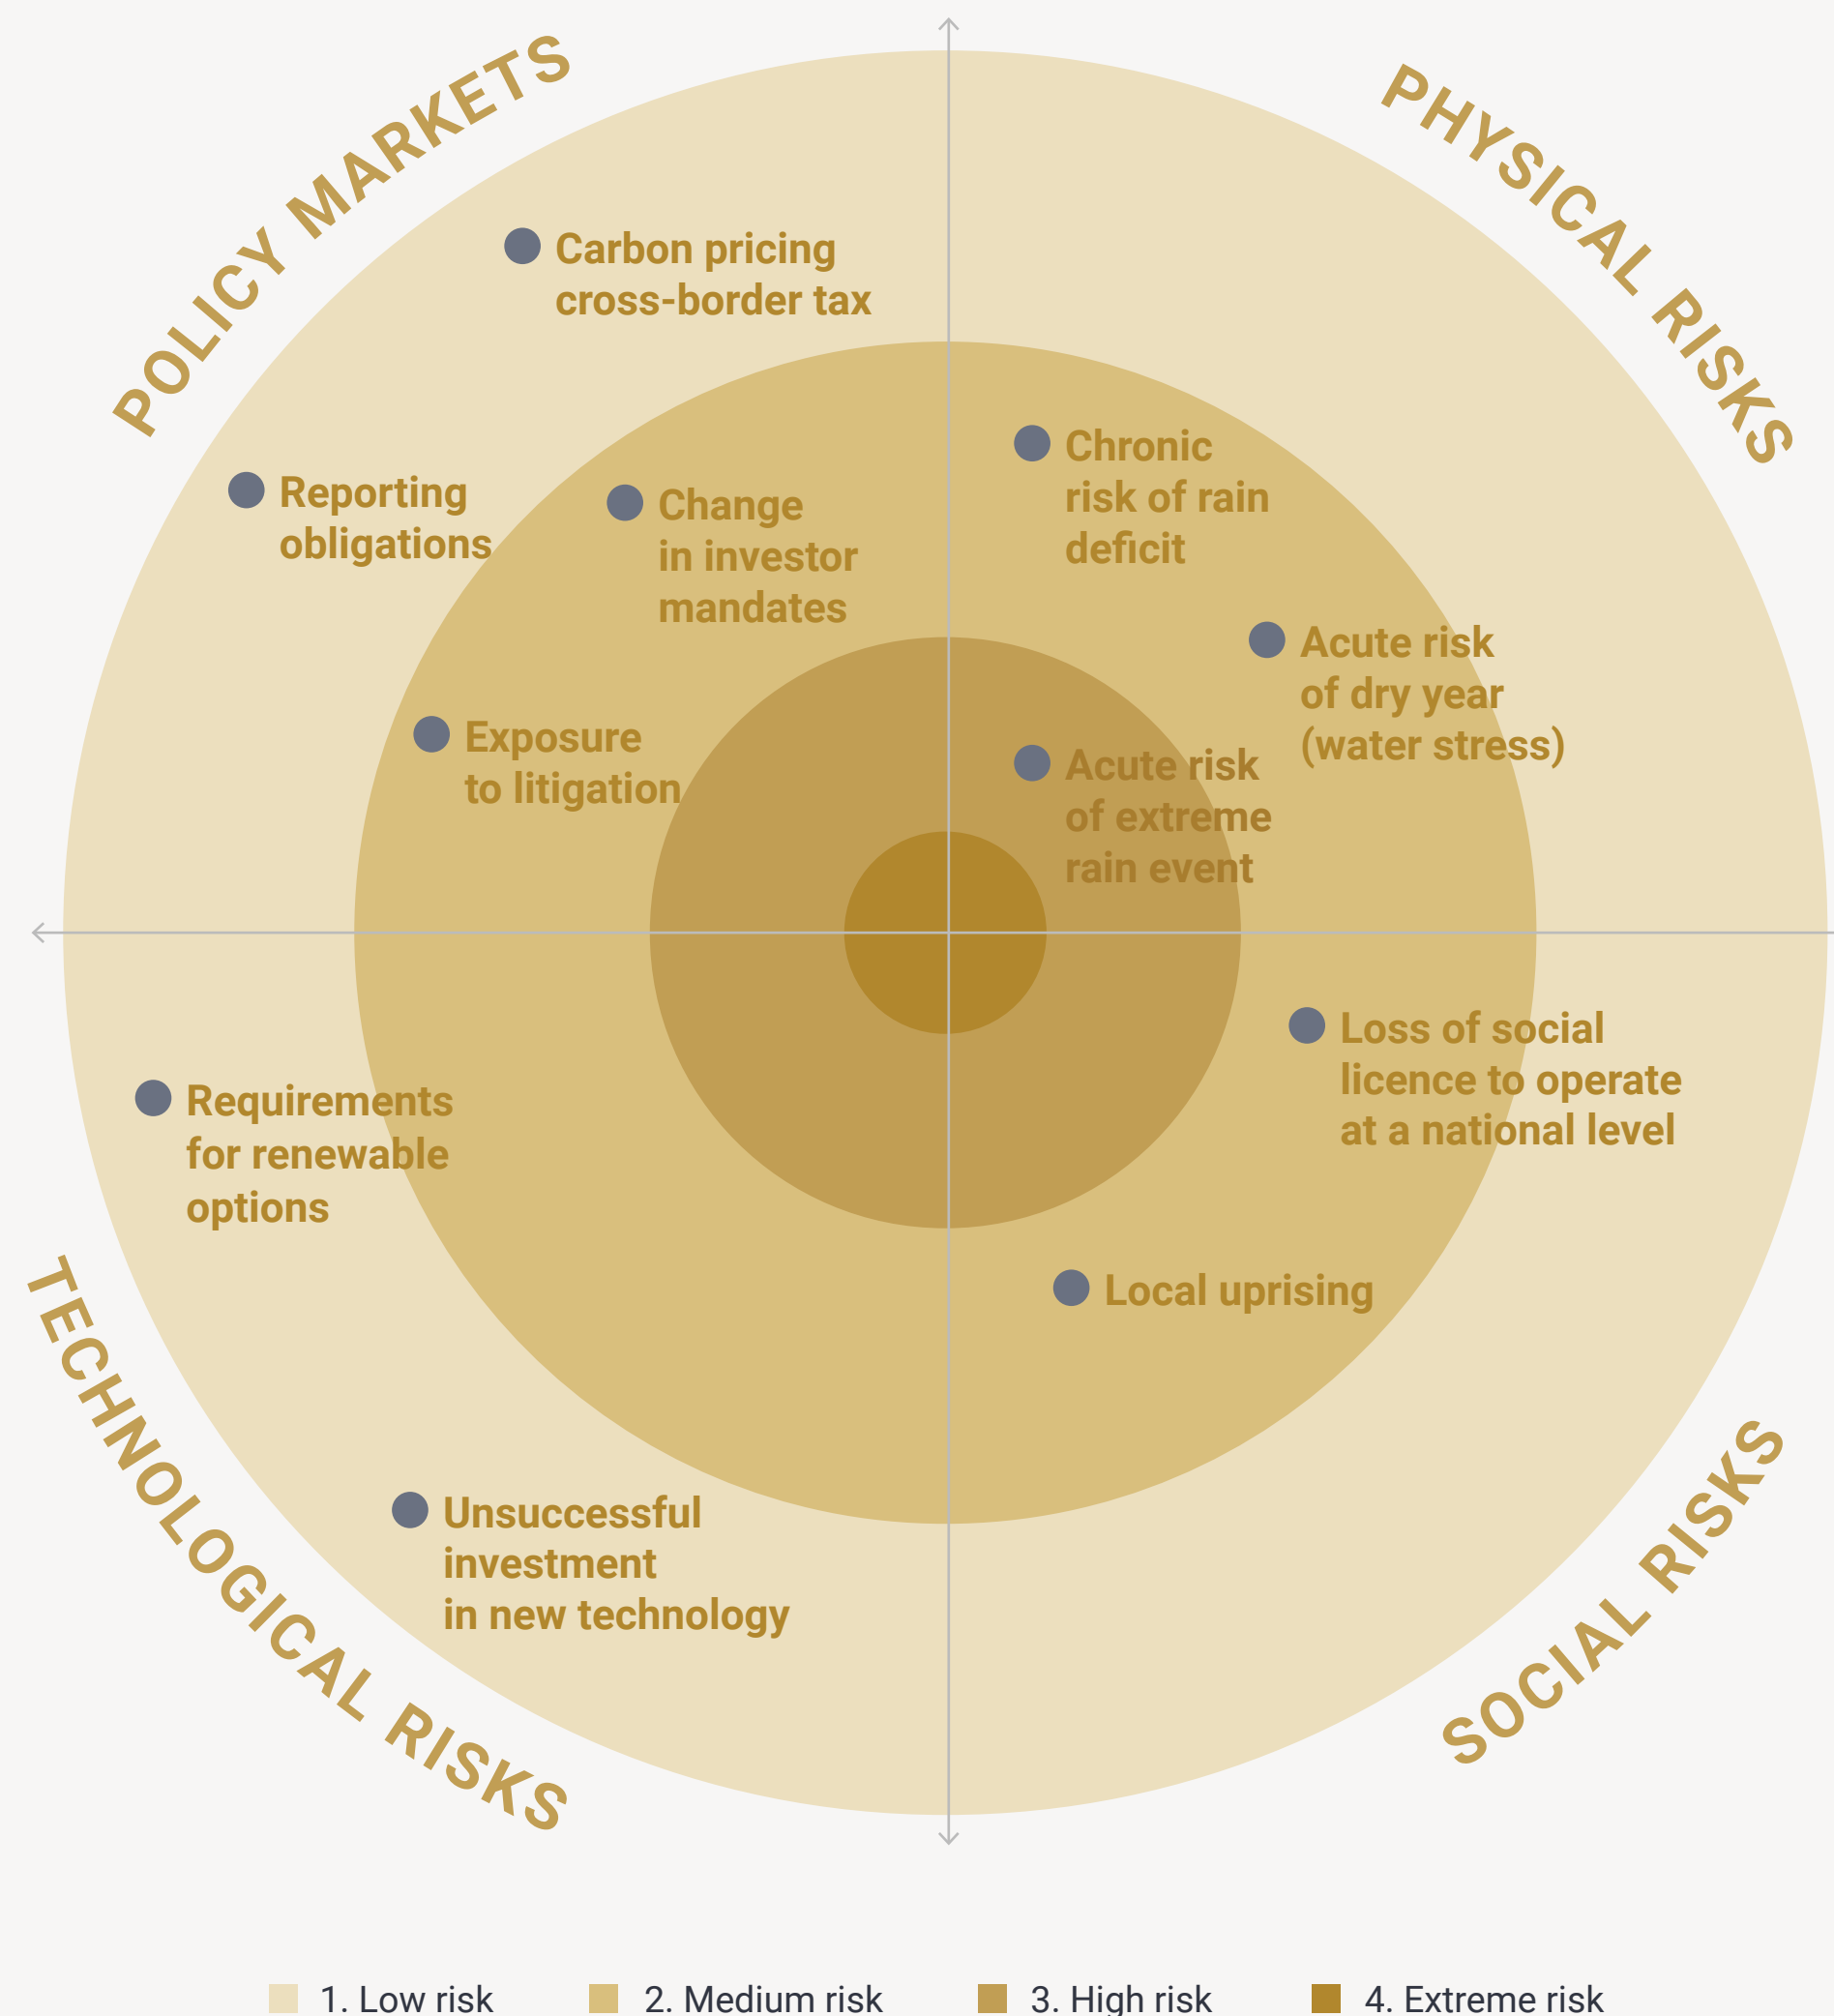 POLICY MARKETS
PHYSICAL RISKS
Carbon pricing
cross-border tax
Reporting
obligations
Change
in investor
mandates
Chronic
risk of rain
deficit
Acute risk
of dry year
(water stress)
Exposure
to litigation
Acute risk
of extreme
rain event
Requirements
for renewable
options
Loss of social
licence to operate
at a national level
Local uprising
Unsuccessful
investment
in new technology
TECHNOLOGICAL RISKS
SOCIAL RISKS
1. Low risk
2. Medium risk
3. High risk
4. Extreme risk